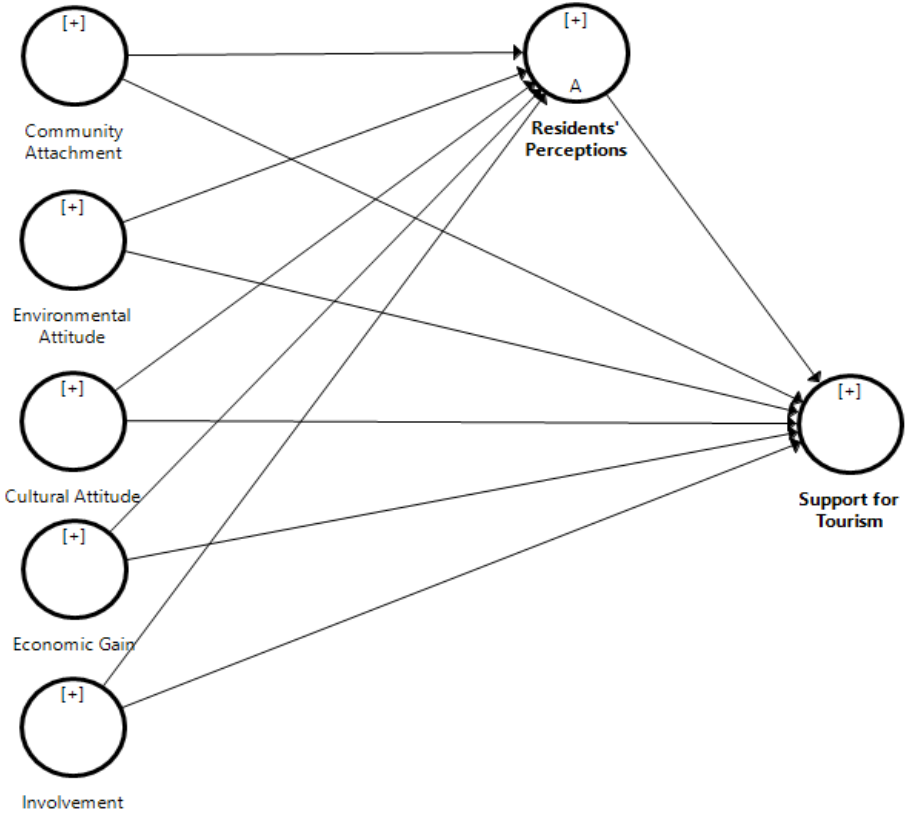 [+]
Community
Attachment
[+]
A
Residents'
Perceptions
[+]
Environmental
Attitude
[+]
Cultural Attitude
[+]
Support for
Tourism
[+]
Economic Gain
[+]
Involvement